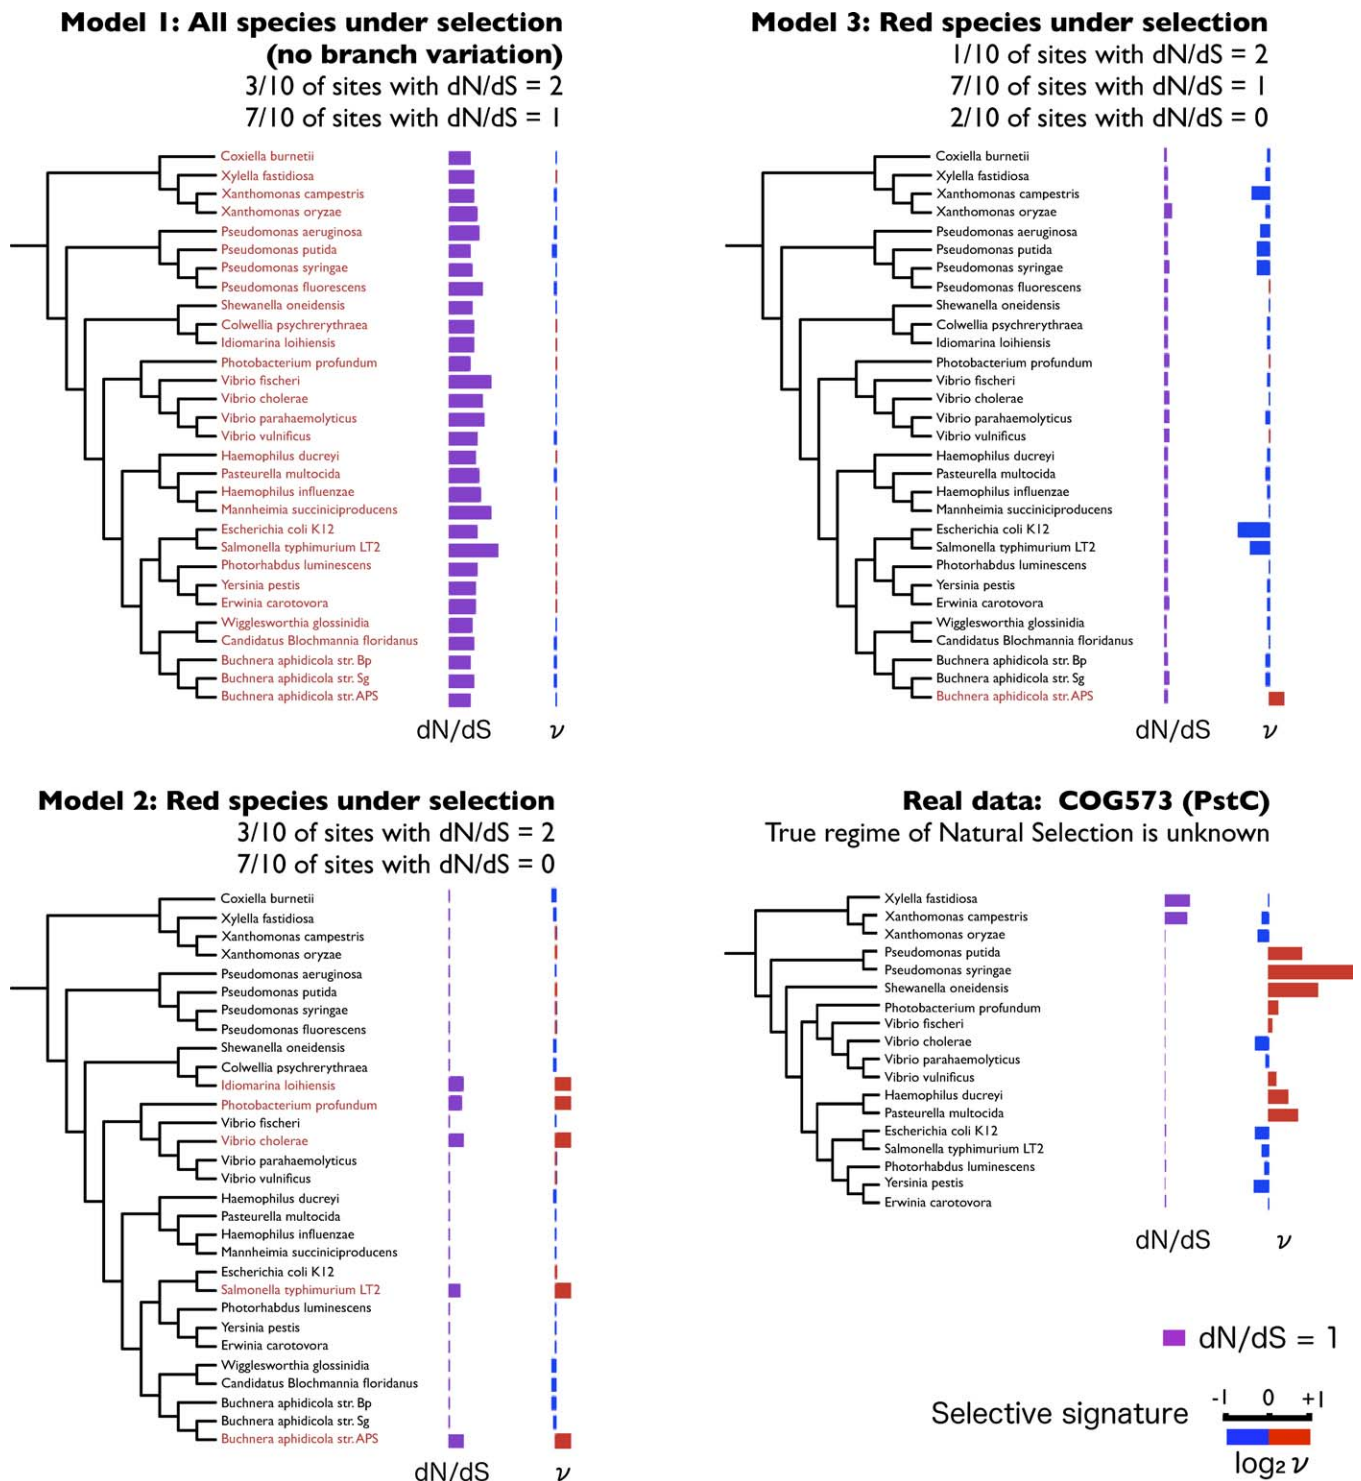 Model 1: All species under selection
(no branch variation)
3/10 of sites with dN/dS = 2
7/10 of sites with dN/dS = 1
Coxiella burnetii
Xylella fastidiosa
Xanthomonas campestris
Xanthomonas oryzae
Pseudomonas aeruginosa
Pseudomonas putida
Pseudomonas syringae
Pseudomonas fluorescens
Shewanella oneidensis
Colwellia psychrerythraea
Idiomarina loihiensis
Photobacterium profundum
Vibrio fischeri
Vibrio cholerae
Vibrio parahaemolyticus
Vibrio vulnificus
Haemophilus ducreyi
Pasteurella multocida
Haemophilus influenzae
Mannheimia succiniciproducens
Escherichia coli K12
Salmonella typhimurium LT2
Photorhabdus luminescens
Yersinia pestis
Erwinia carotovora
Wigglesworthia glossinidia
Candidatus Blochmannia floridanus
Buchnera aphidicola str. Bp
Buchnera aphidicola str. Sg
Buchnera aphidicola str. APS
dN/dS ν
Model 3: Red species under selection
1/10 of sites with dN/dS = 2
7/10 of sites with dN/dS = 1
2/10 of sites with dN/dS = 0
Coxiella burnetii
Xylella fastidiosa
Xanthomonas campestris
Xanthomonas oryzae
Pseudomonas aeruginosa
Pseudomonas putida
Pseudomonas syringae
Pseudomonas fluorescens
Shewanella oneidensis
Colwellia psychrerythraea
Idiomarina loihiensis
Photobacterium profundum
Vibrio fischeri
Vibrio cholerae
Vibrio parahaemolyticus
Vibrio vulnificus
Haemophilus ducreyi
Pasteurella multocida
Haemophilus influenzae
Mannheimia succiniciproducens
Escherichia coli K12
Salmonella typhimurium LT2
Photorhabdus luminescens
Yersinia pestis
Erwinia carotovora
Wigglesworthia glossinidia
Candidatus Blochmannia floridanus
Buchnera aphidicola str. Bp
Buchnera aphidicola str. Sg
Buchnera aphidicola str. APS
dN/dS ν
Model 2: Red species under selection
3/10 of sites with dN/dS = 2
7/10 of sites with dN/dS = 0
Coxiella burnetii
Xylella fastidiosa
Xanthomonas campestris
Xanthomonas oryzae
Pseudomonas aeruginosa
Pseudomonas putida
Pseudomonas syringae
Pseudomonas fluorescens
Shewanella oneidensis
Colwellia psychrerythraea
Idiomarina loihiensis
Photobacterium profundum
Vibrio fischeri
Vibrio cholerae
Vibrio parahaemolyticus
Vibrio vulnificus
Haemophilus ducreyi
Pasteurella multocida
Haemophilus influenzae
Mannheimia succiniciproducens
Escherichia coli K12
Salmonella typhimurium LT2
Photorhabdus luminescens
Yersinia pestis
Erwinia carotovora
Wigglesworthia glossinidia
Candidatus Blochmannia floridanus
Buchnera aphidicola str. Bp
Buchnera aphidicola str. Sg
Buchnera aphidicola str. APS
dN/dS ν
Real data: COG573 (PstC)
True regime of Natural Selection is unknown
Xylella fastidiosa
Xanthomonas campestris
Xanthomonas oryzae
Pseudomonas putida
Pseudomonas syringae
Shewanella oneidensis
Photobacterium profundum
Vibrio fischeri
Vibrio cholerae
Vibrio parahaemolyticus
Vibrio vulnificus
Haemophilus ducreyi
Pasteurella multocida
Escherichia coli K12
Salmonella typhimurium LT2
Photorhabdus luminescens
Yersinia pestis
Erwinia carotovora
dN/dS ν
dN/dS = 1
-1 0 +1
Selective signature
log₂ ν